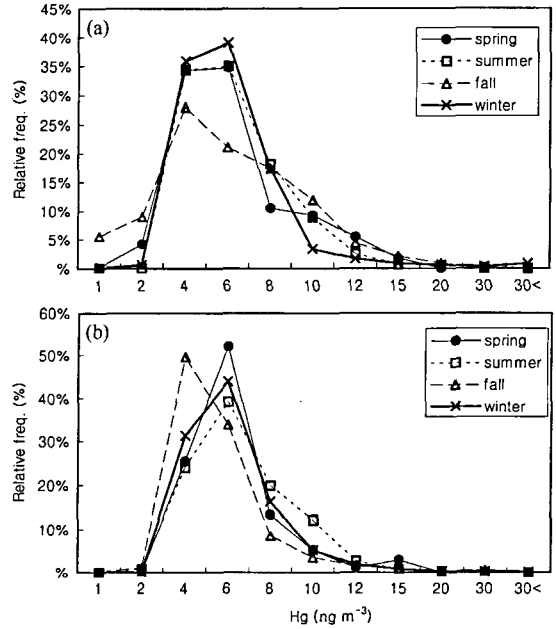 (a)
Relative freq. (%)
45%
40%
35%
30%
25%
20%
15%
10%
5%
%
spring
summer
fall
winter
1 2 4 6 8 10 12 15 20 30 30<
(b)
Relative freq. (%)
60%
50%
40%
30%
20%
10%
%
spring
summer
fall
winter
1 2 4 6 8 10 12 15 20 30 30<
Hg (ng m⁻³)